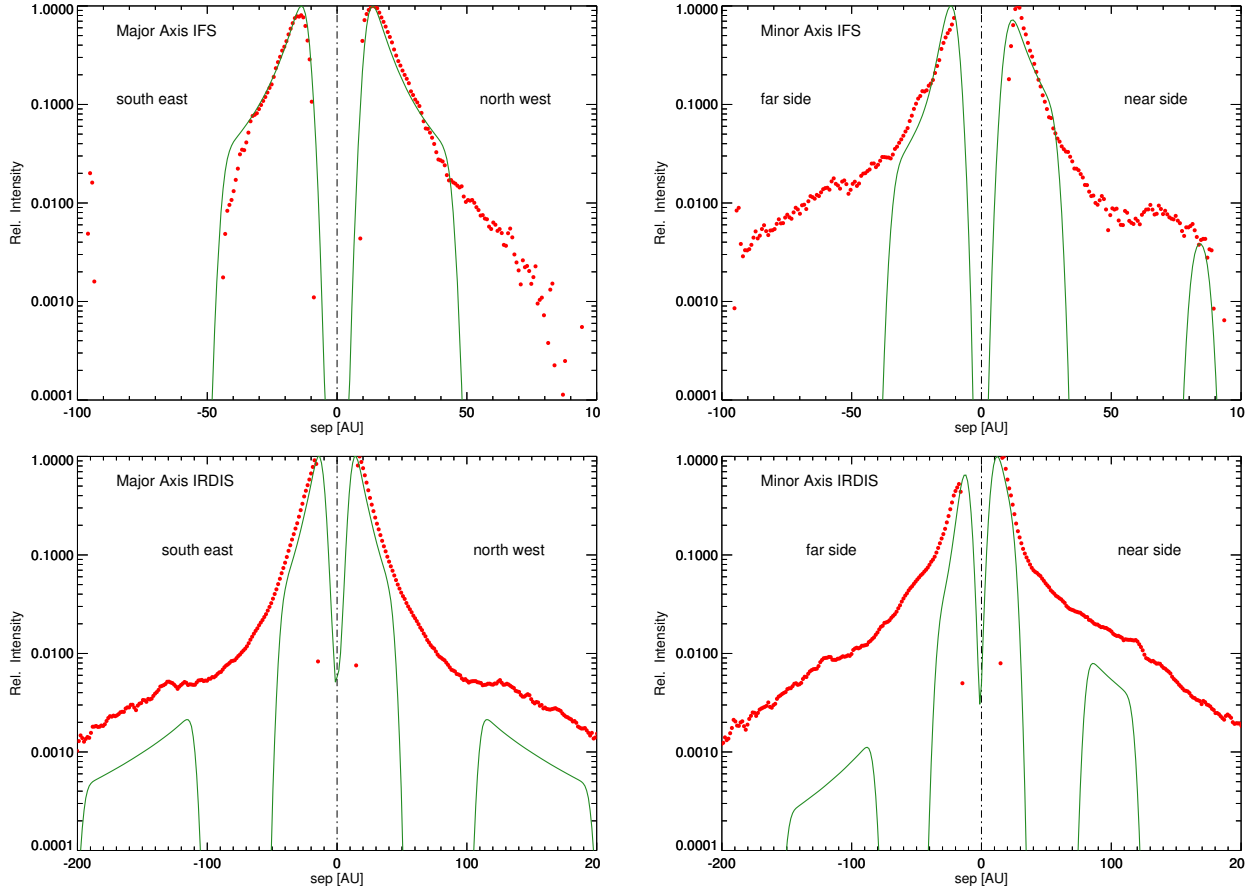 Major Axis IFS
south east
north west
Rel. Intensity
1.0000
0.1000
0.0100
0.0010
0.0001
-100
-50
0
50
10
sep [AU]
Minor Axis IFS
far side
near side
Rel. Intensity
1.0000
0.1000
0.0100
0.0010
0.0001
-100
-50
0
50
10
sep [AU]
Major Axis IRDIS
south east
north west
Rel. Intensity
1.0000
0.1000
0.0100
0.0010
0.0001
-200
-100
0
100
20
sep [AU]
Minor Axis IRDIS
far side
near side
Rel. Intensity
1.0000
0.1000
0.0100
0.0010
0.0001
-200
-100
0
100
20
sep [AU]